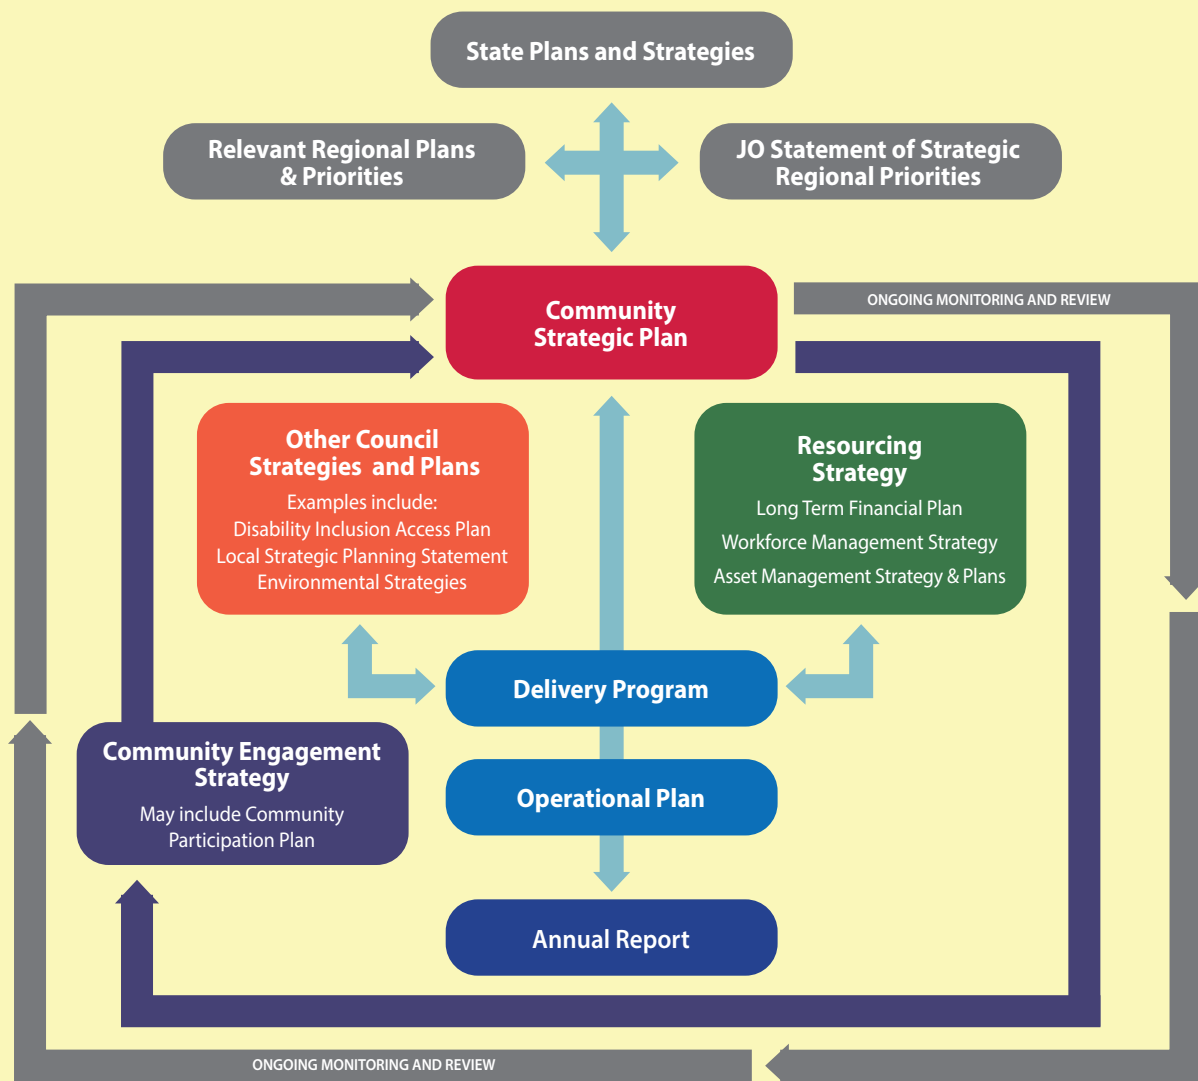 State Plans and Strategies
Relevant Regional Plans
& Priorities
JO Statement of Strategic
Regional Priorities
Community
Strategic Plan
ONGOING MONITORING AND REVIEW
Other Council
Strategies and Plans
Examples include:
Disability Inclusion Access Plan
Local Strategic Planning Statement
Environmental Strategies
Resourcing
Strategy
Long Term Financial Plan
Workforce Management Strategy
Asset Management Strategy & Plans
Delivery Program
Community Engagement
Strategy
May include Community
Participation Plan
Operational Plan
Annual Report
ONGOING MONITORING AND REVIEW